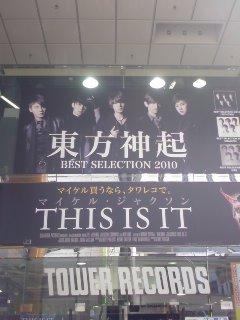 東方神起
BEST SELECTION 2010
マイケル買うなら、タワレコで。
マイケル・ジャクソン
THIS IS IT
TOWER RECORDS